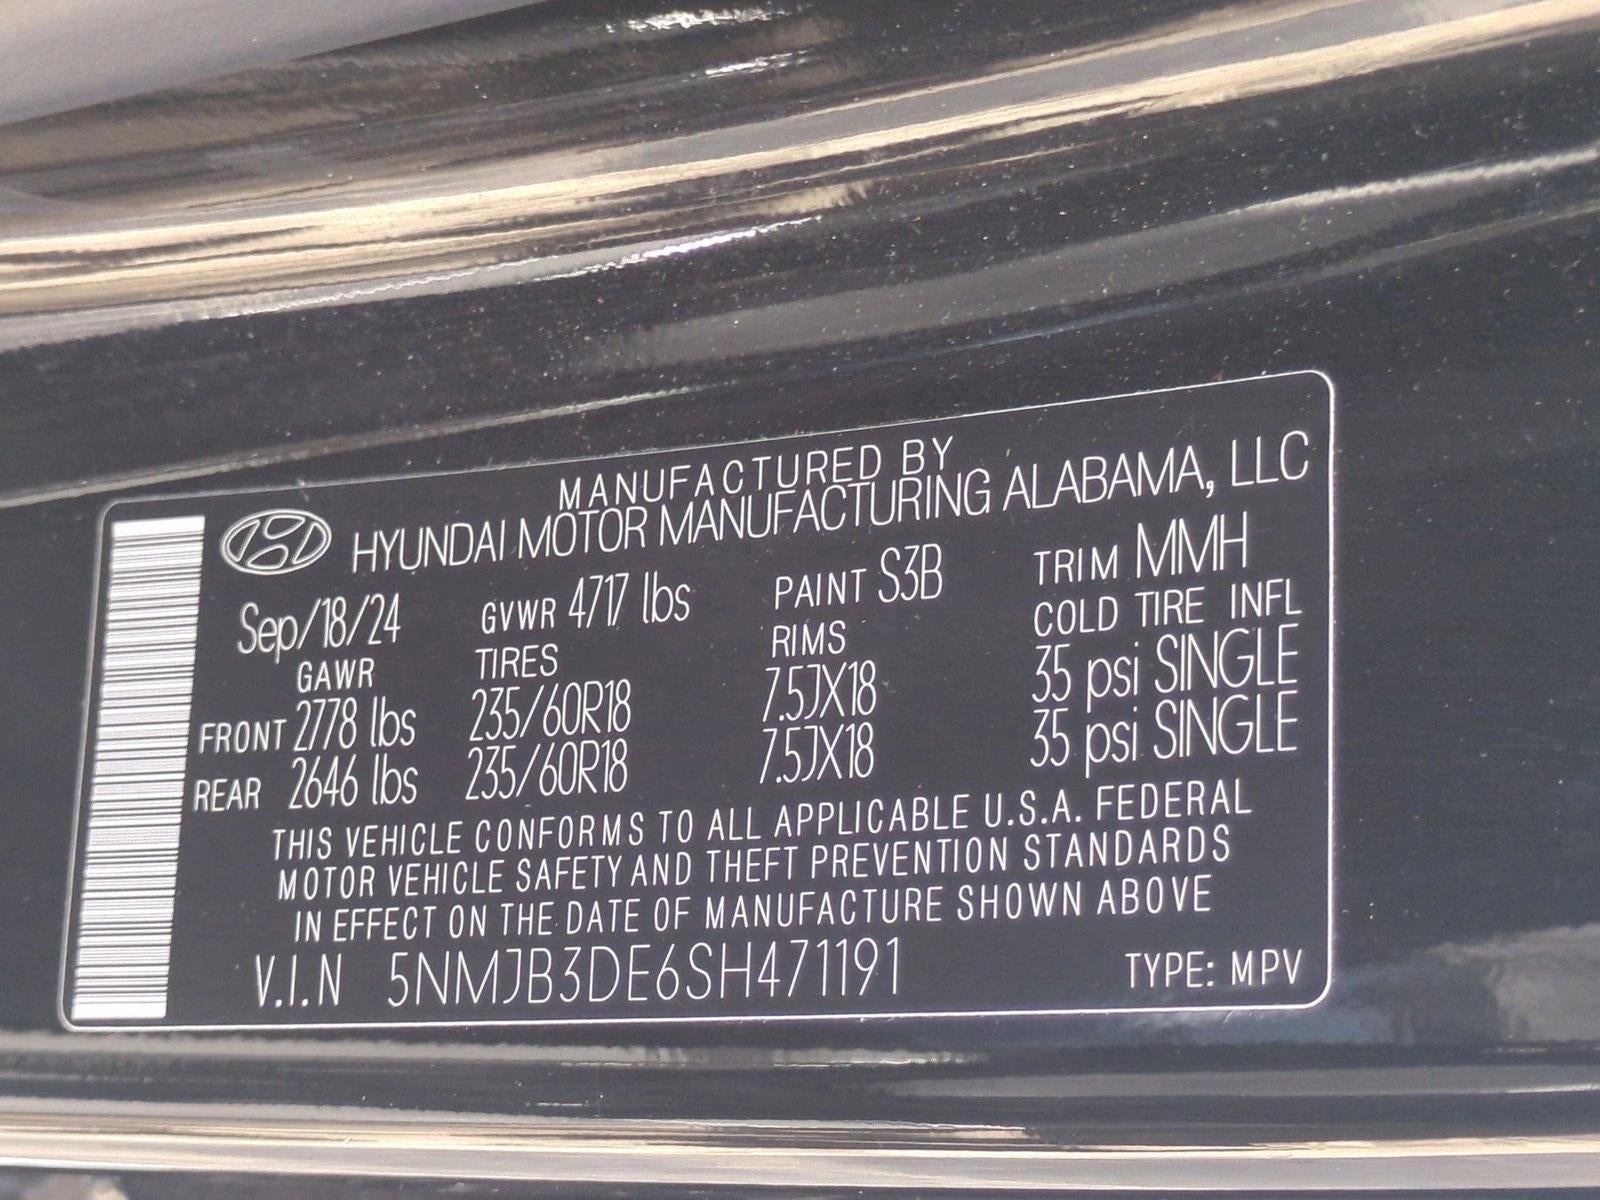 MANUFACTURED BY
HYUNDAI MOTOR MANUFACTURING ALABAMA, LLC
Sep/18/24 GVWR 4717 lbs PAINT S3B TRIM MMH
GAWR TIRES RIMS COLD TIRE INFL
FRONT 2778 lbs 235/60R18 7.5JX18 35 psi SINGLE
REAR 2646 lbs 235/60R18 7.5JX18 35 psi SINGLE
THIS VEHICLE CONFORMS TO ALL APPLICABLE U.S.A. FEDERAL
MOTOR VEHICLE SAFETY AND THEFT PREVENTION STANDARDS
IN EFFECT ON THE DATE OF MANUFACTURE SHOWN ABOVE
V.I.N 5NMJB3DE6SH471191 TYPE: MPV